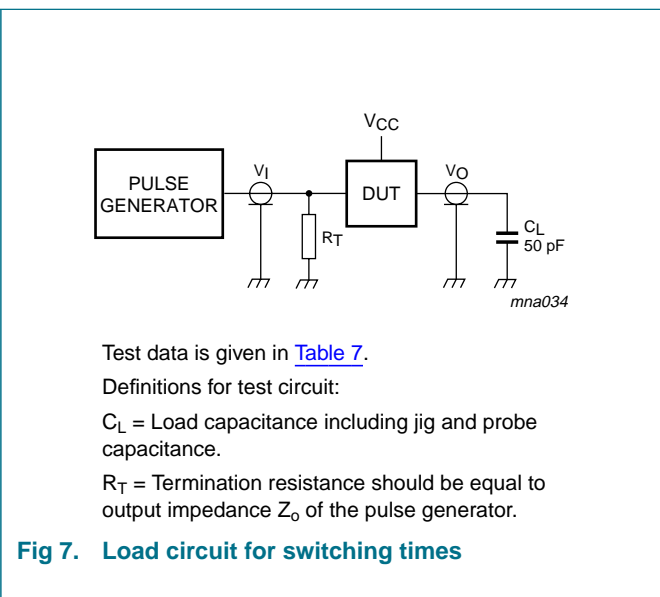 VCC
PULSE
GENERATOR
VI
DUT
VO
RT
CL
50 pF
mna034
Test data is given in Table 7.
Definitions for test circuit:
CL = Load capacitance including jig and probe
capacitance.
RT = Termination resistance should be equal to
output impedance Zo of the pulse generator.
Fig 7. Load circuit for switching times